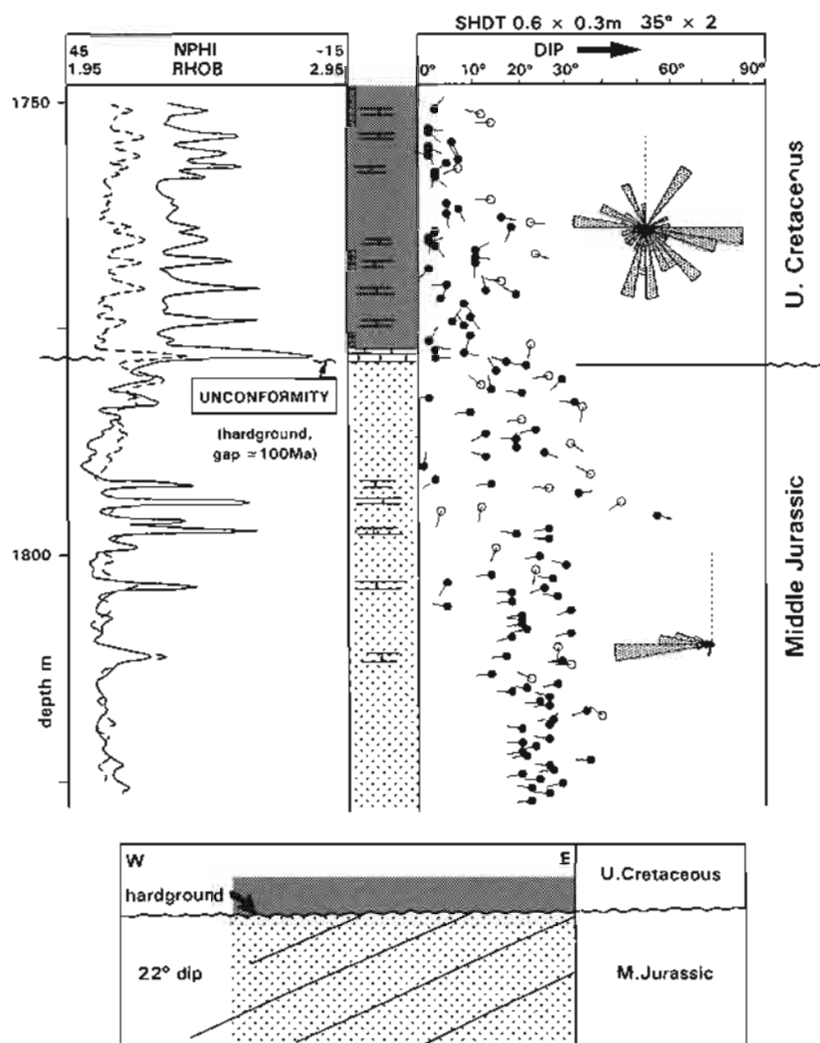 SHDT 0.6 × 0.3m 35° × 2
45 NPHI -15
1.95 RHOB 2.95
DIP
0° 10° 20° 30° 60° 90°
1750
U. Cretaceous
UNCONFORMITY
(hardground,
gap = 100Ma)
Middle Jurassic
1800
depth m
W E
U.Cretaceous
hardground
22° dip
M.Jurassic